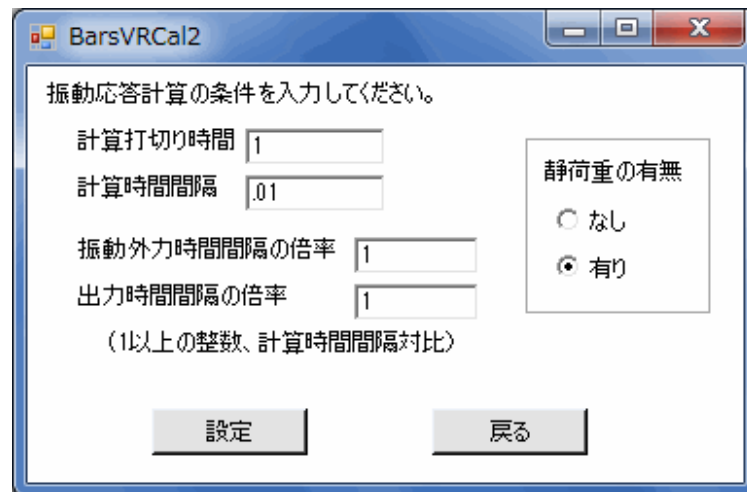 BarsVRCal2
振動応答計算の条件を入力してください。
計算打切り時間 1
計算時間間隔 .01
振動外力時間間隔の倍率 1
出力時間間隔の倍率 1
（1以上の整数、計算時間間隔対比）
静荷重の有無
なし
有り
設定 戻る